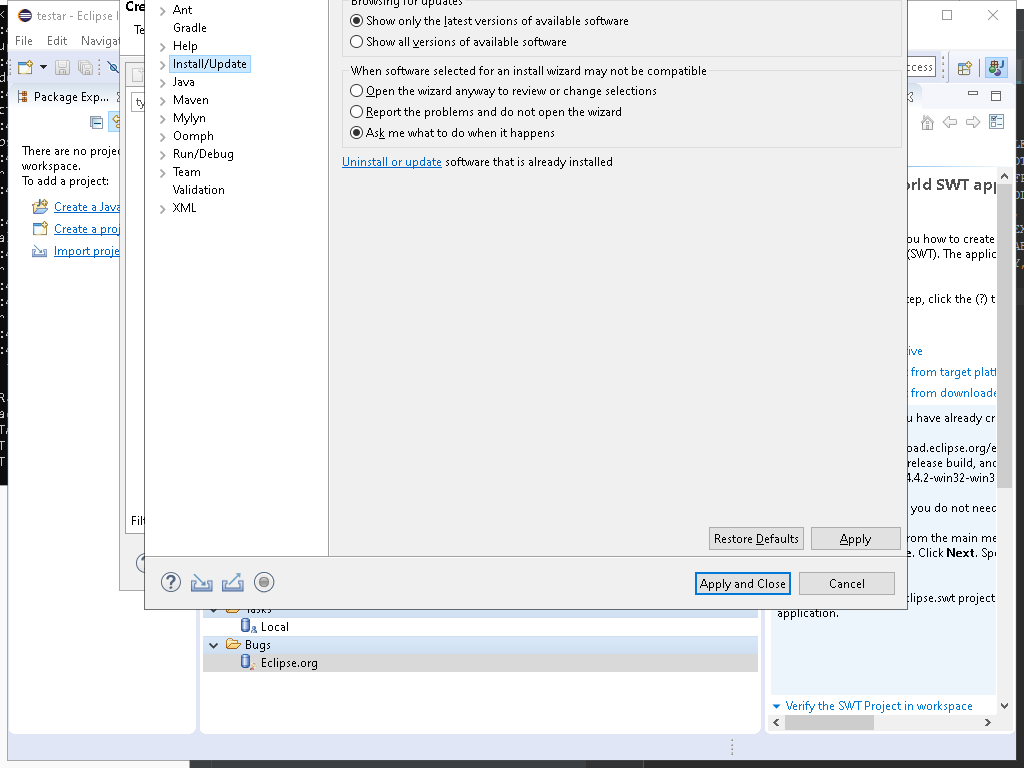 testar - Eclipse I
File Edit Navigat
Package Exp...
There are no proje
workspace.
To add a project:
Create a Java
Create a proj
Import proje
Cre
Te
ty
Filt
Ant
Gradle
Help
Install/Update
Java
Maven
Mylyn
Oomph
Run/Debug
Team
Validation
XML
Browsing for updates
Show only the latest versions of available software
Show all versions of available software
When software selected for an install wizard may not be compatible
Open the wizard anyway to review or change selections
Report the problems and do not open the wizard
Ask me what to do when it happens
Uninstall or update software that is already installed
Restore Defaults
Apply
Apply and Close
Cancel
Tasks
Local
Bugs
Eclipse.org
cess
orld SWT app
ou how to create
(SWT). The applic
tep, click the (?) t
ive
from target platf
from downloade
u have already cr
oad.eclipse.org/e
release build, and
4.4.2-win32-win3
you do not need
rom the main me
e. Click Next. Spe
clipse.swt project
application.
Verify the SWT Project in workspace